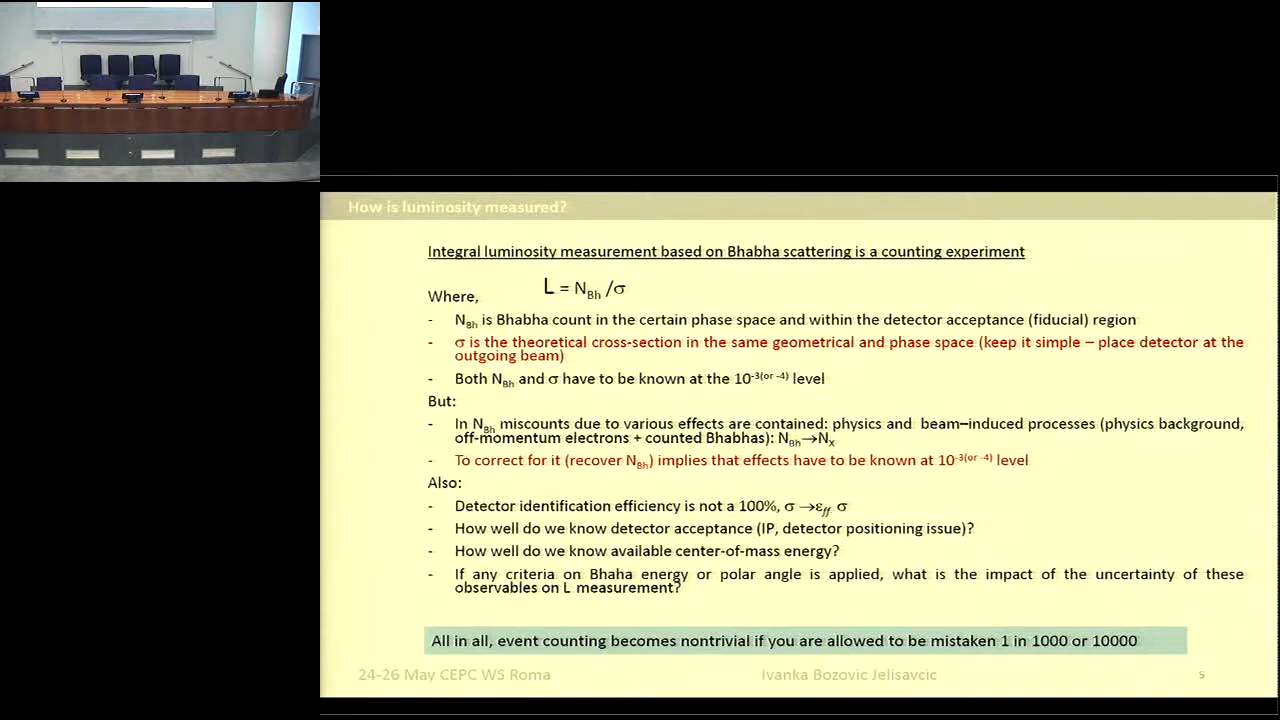 How is luminosity measured?
Integral luminosity measurement based on Bhabha scattering is a counting experiment
L = N_Bh /σ
Where,
- N_Bh is Bhabha count in the certain phase space and within the detector acceptance (fiducial) region
- σ is the theoretical cross-section in the same geometrical and phase space (keep it simple – place detector at the
outgoing beam)
- Both N_Bh and σ have to be known at the 10^-3(or -4) level
But:
- In N_Bh miscounts due to various effects are contained: physics and beam–induced processes (physics background,
off-momentum electrons + counted Bhabhas): N_Bh→N_x
- To correct for it (recover N_Bh) implies that effects have to be known at 10^-3(or -4) level
Also:
- Detector identification efficiency is not a 100%, σ →ε_ff σ
- How well do we know detector acceptance (IP, detector positioning issue)?
- How well do we know available center-of-mass energy?
- If any criteria on Bhaha energy or polar angle is applied, what is the impact of the uncertainty of these
observables on L measurement?
All in all, event counting becomes nontrivial if you are allowed to be mistaken 1 in 1000 or 10000
24-26 May CEPC WS Roma
Ivanka Bozovic Jelisavcic
5